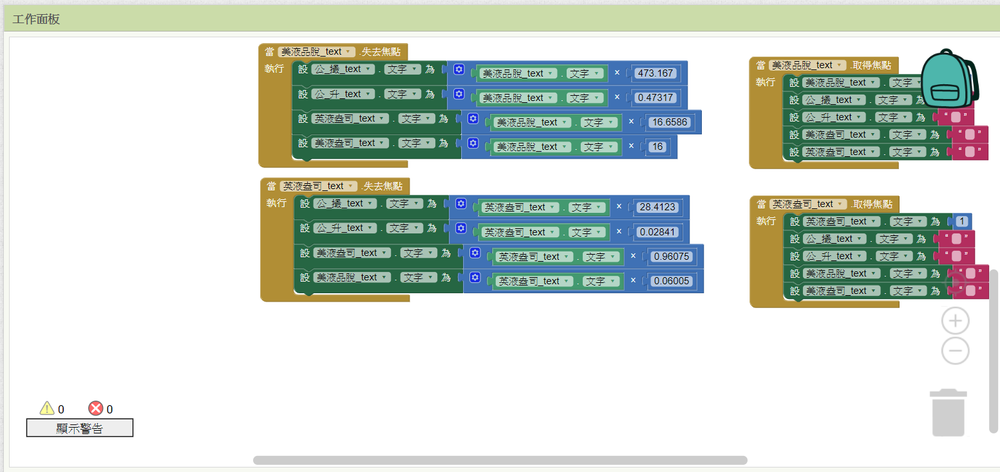 工作面板
當 美液品脫_text .失去焦點
執行 設 公_撮_text . 文字 為 美液品脫_text . 文字 × 473.167
設 公_升_text . 文字 為 美液品脫_text . 文字 × 0.47317
設 英液盎司_text . 文字 為 美液品脫_text . 文字 × 16.6586
設 美液盎司_text . 文字 為 美液品脫_text . 文字 × 16
當 英液盎司_text .失去焦點
執行 設 公_撮_text . 文字 為 英液盎司_text . 文字 × 28.4123
設 公_升_text . 文字 為 英液盎司_text . 文字 × 0.02841
設 美液盎司_text . 文字 為 英液盎司_text . 文字 × 0.96075
設 美液品脫_text . 文字 為 英液盎司_text . 文字 × 0.06005
當 美液品脫_text .取得焦點
執行 設 美液品脫_text . 文字
設 公_撮_text . 文字 為
設 公_升_text . 文字 為 “ ”
設 美液盎司_text . 文字 為 “ ”
設 英液盎司_text . 文字 為 “ ”
當 英液盎司_text .取得焦點
執行 設 英液盎司_text . 文字 為 1
設 公_撮_text . 文字 為 “ ”
設 公_升_text . 文字 為 “ ”
設 美液品脫_text . 文字 為 “ ”
設 美液盎司_text . 文字 為 “ ”
0 0
顯示警告